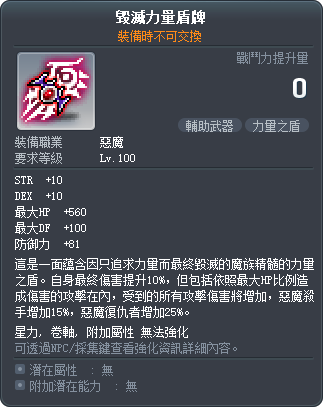 毀滅力量盾牌
裝備時不可交換
戰鬥力提升量
0
輔助武器 力量之盾
裝備職業 惡魔
要求等級 Lv.100
STR +10
DEX +10
最大HP +560
最大DF +100
防御力 +81
這是一面蘊含因只追求力量而最終毀滅的魔族精髓的力量
之盾。自身最終傷害提升10%，但包括依照最大HP比例造
成傷害的攻擊在內，受到的所有攻擊傷害將增加，惡魔殺
手增加15%，惡魔復仇者增加25%。
星力, 卷軸, 附加屬性 無法強化
可透過NPC/採集鍵查看強化資訊詳細內容。
潛在屬性 : 無
附加潛在能力 : 無